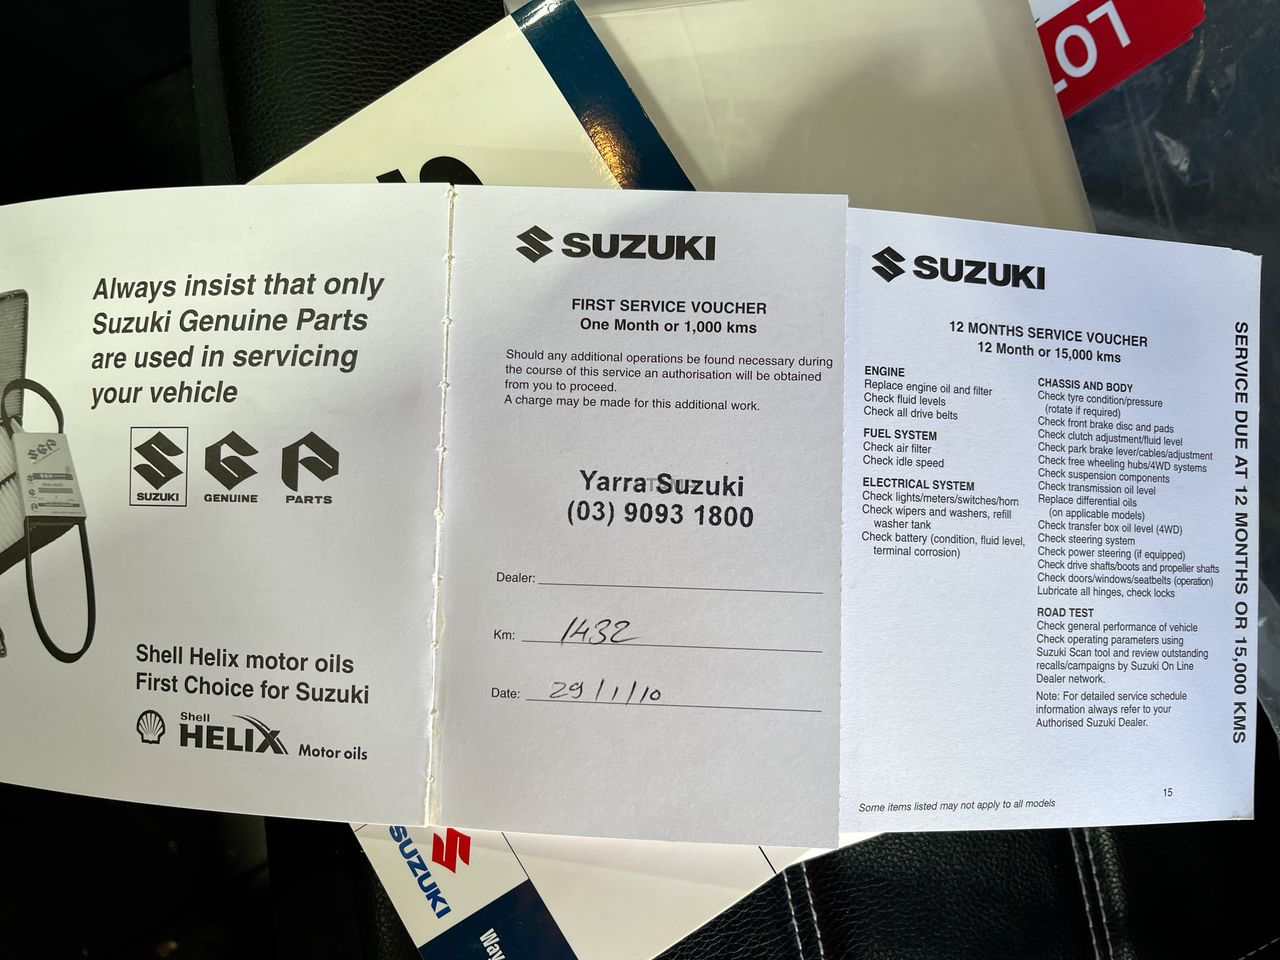 LOT
Always insist that only
Suzuki Genuine Parts
are used in servicing
your vehicle
SUZUKI
GENUINE
PARTS
Shell Helix motor oils
First Choice for Suzuki
Shell
HELIX Motor oils
SUZUKI
FIRST SERVICE VOUCHER
One Month or 1,000 kms
Should any additional operations be found necessary during
the course of this service an authorisation will be obtained
from you to proceed.
A charge may be made for this additional work.
Yarra Suzuki
(03) 9093 1800
Dealer:
Km: 1432
Date: 29/1/10
SUZUKI
12 MONTHS SERVICE VOUCHER
12 Month or 15,000 kms
ENGINE
Replace engine oil and filter
Check fluid levels
Check all drive belts
FUEL SYSTEM
Check air filter
Check idle speed
ELECTRICAL SYSTEM
Check lights/meters/switches/horn
Check wipers and washers, refill
washer tank
Check battery (condition, fluid level,
terminal corrosion)
CHASSIS AND BODY
Check tyre condition/pressure
(rotate if required)
Check front brake disc and pads
Check clutch adjustment/fluid level
Check park brake lever/cables/adjustment
Check free wheeling hubs/4WD systems
Check suspension components
Check transmission oil level
Replace differential oils
(on applicable models)
Check transfer box oil level (4WD)
Check steering system
Check power steering (if equipped)
Check drive shafts/boots and propeller shafts
Check doors/windows/seatbelts (operation)
Lubricate all hinges, check locks
ROAD TEST
Check general performance of vehicle
Check operating parameters using
Suzuki Scan tool and review outstanding
recalls/campaigns by Suzuki On Line
Dealer network.
Note: For detailed service schedule
information always refer to your
Authorised Suzuki Dealer.
15
Some items listed may not apply to all models
SERVICE DUE AT 12 MONTHS OR 15,000 KMS
SUZUKI
Way